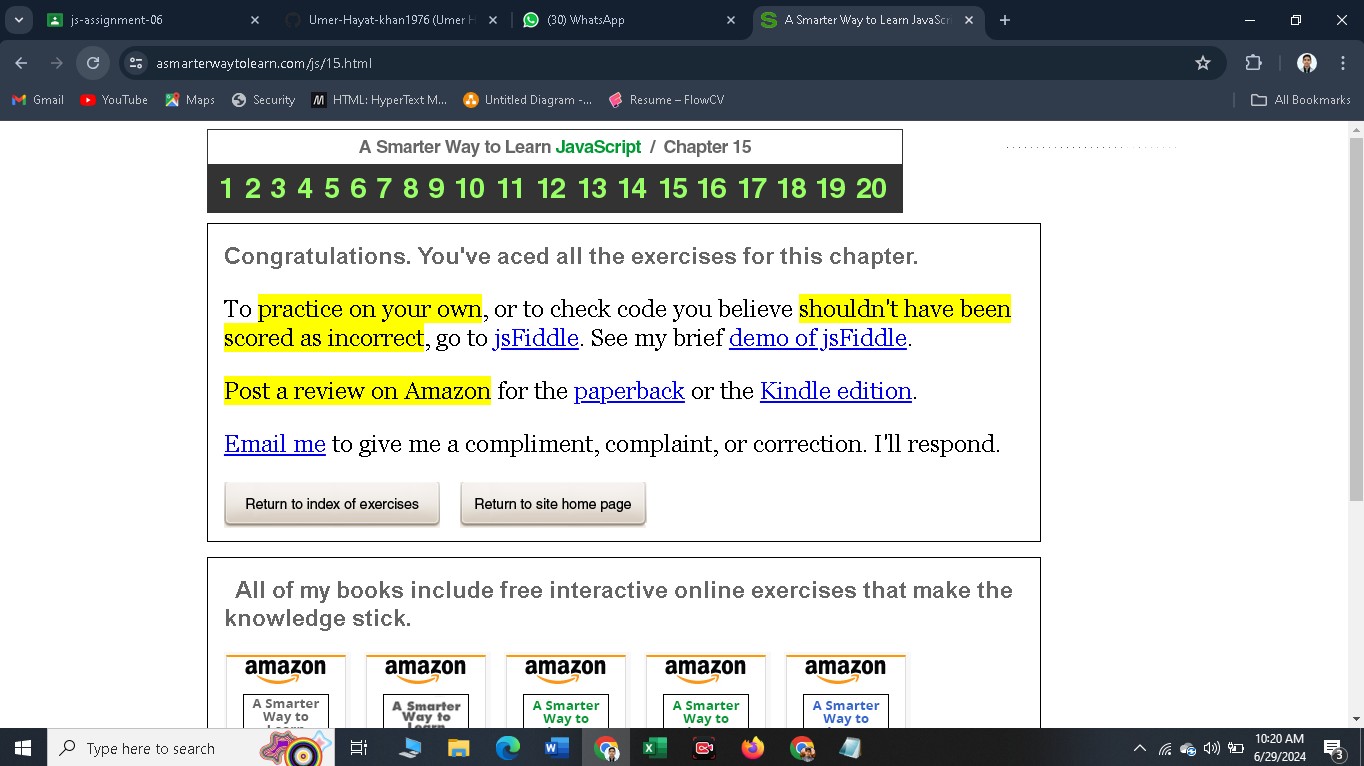 js-assignment-06
Umer-Hayat-khan1976 (Umer H
(30) WhatsApp
A Smarter Way to Learn JavaScri
asmarterwaytolearn.com/js/15.html
Gmail YouTube Maps Security HTML: HyperText M... Untitled Diagram -... Resume – FlowCV All Bookmarks
A Smarter Way to Learn JavaScript / Chapter 15
1 2 3 4 5 6 7 8 9 10 11 12 13 14 15 16 17 18 19 20
Congratulations. You've aced all the exercises for this chapter.
To practice on your own, or to check code you believe shouldn't have been
scored as incorrect, go to jsFiddle. See my brief demo of jsFiddle.
Post a review on Amazon for the paperback or the Kindle edition.
Email me to give me a compliment, complaint, or correction. I'll respond.
Return to index of exercises Return to site home page
All of my books include free interactive online exercises that make the
knowledge stick.
amazon amazon amazon amazon amazon
A Smarter A Smarter A Smarter A Smarter A Smarter
Way to Way to Way to Way to Way to
Type here to search
10:20 AM
6/29/2024
3